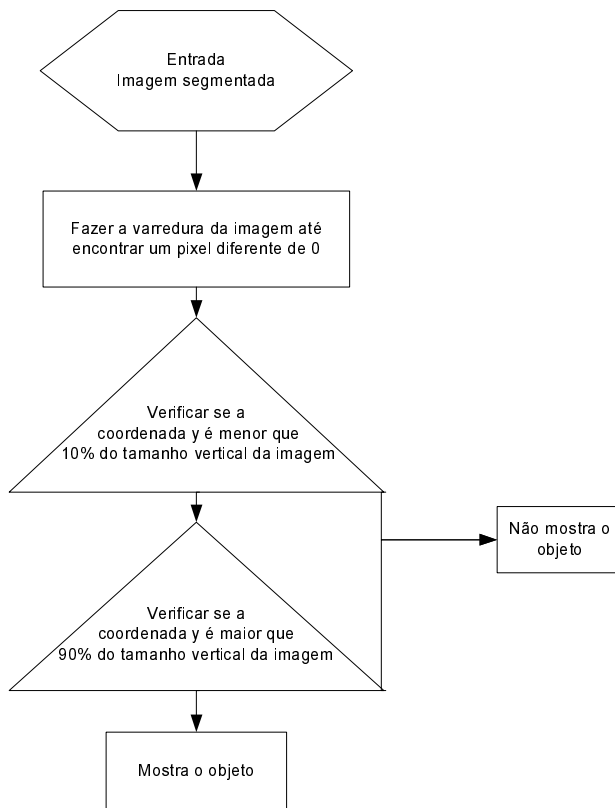 Entrada
Imagem segmentada
Fazer a varredura da imagem até
encontrar um pixel diferente de 0
Verificar se a
coordenada y é menor que
10% do tamanho vertical da imagem
Não mostra o
objeto
Verificar se a
coordenada y é maior que
90% do tamanho vertical da imagem
Mostra o objeto